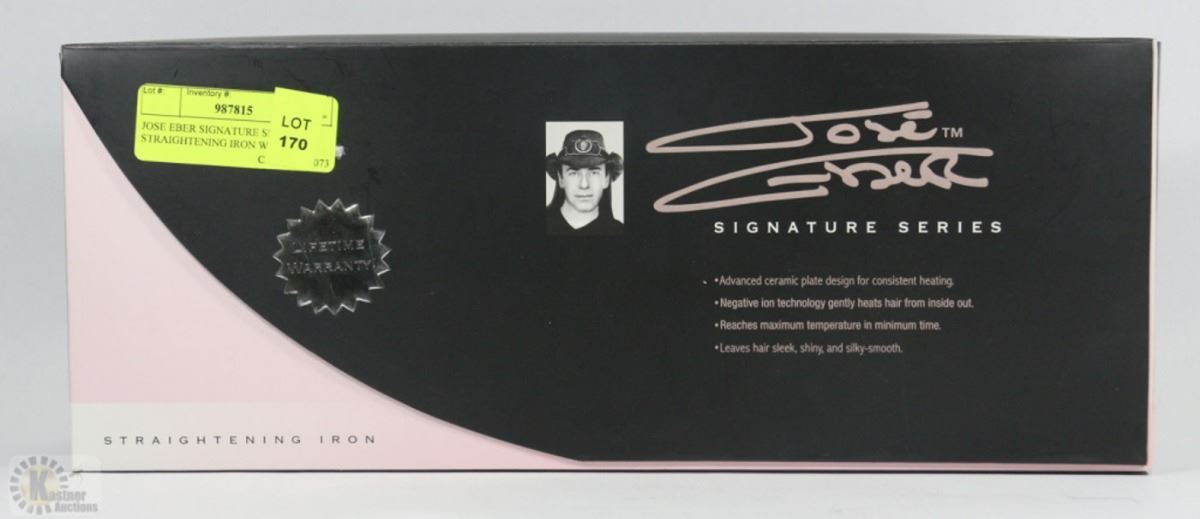 Lot #: Inventory #:
987815
LOT
170
JOSE EBER SIGNATURE
STRAIGHTENING IRON W
C 073
LIFETIME
WARRANTY
José™
Eber
SIGNATURE SERIES
•Advanced ceramic plate design for consistent heating.
•Negative ion technology gently heats hair from inside out.
•Reaches maximum temperature in minimum time.
•Leaves hair sleek, shiny, and silky-smooth.
STRAIGHTENING IRON
Kastner
Auctions